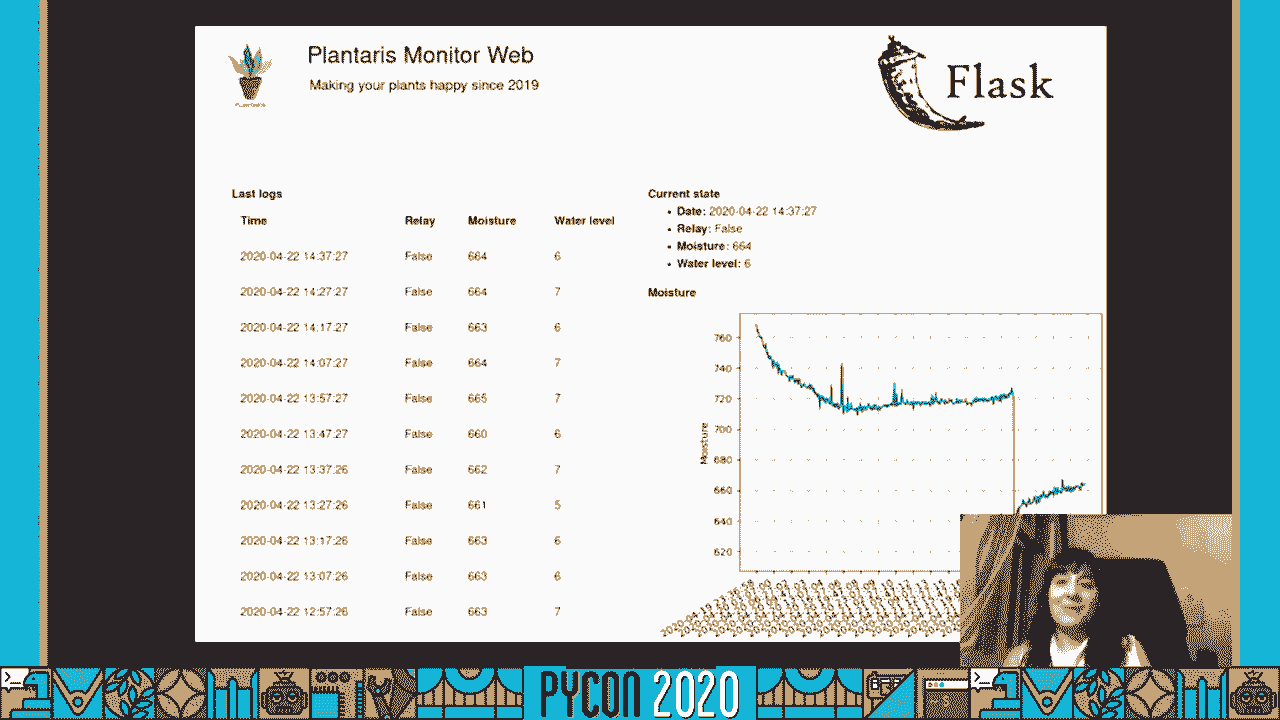 Plantaris Monitor Web
Making your plants happy since 2019
Flask
Last logs
Time Relay Moisture Water level
2020-04-22 14:37:27 False 664 6
2020-04-22 14:27:27 False 664 7
2020-04-22 14:17:27 False 663 6
2020-04-22 14:07:27 False 664 7
2020-04-22 13:57:27 False 665 7
2020-04-22 13:47:27 False 660 6
2020-04-22 13:37:26 False 662 7
2020-04-22 13:27:26 False 661 5
2020-04-22 13:17:26 False 663 6
2020-04-22 13:07:26 False 663 6
2020-04-22 12:57:26 False 663 7
Current state
• Date: 2020-04-22 14:37:27
• Relay: False
• Moisture: 664
• Water level: 6
Moisture
760
740
720
700
680
660
640
620
Moisture
PYCON 2020